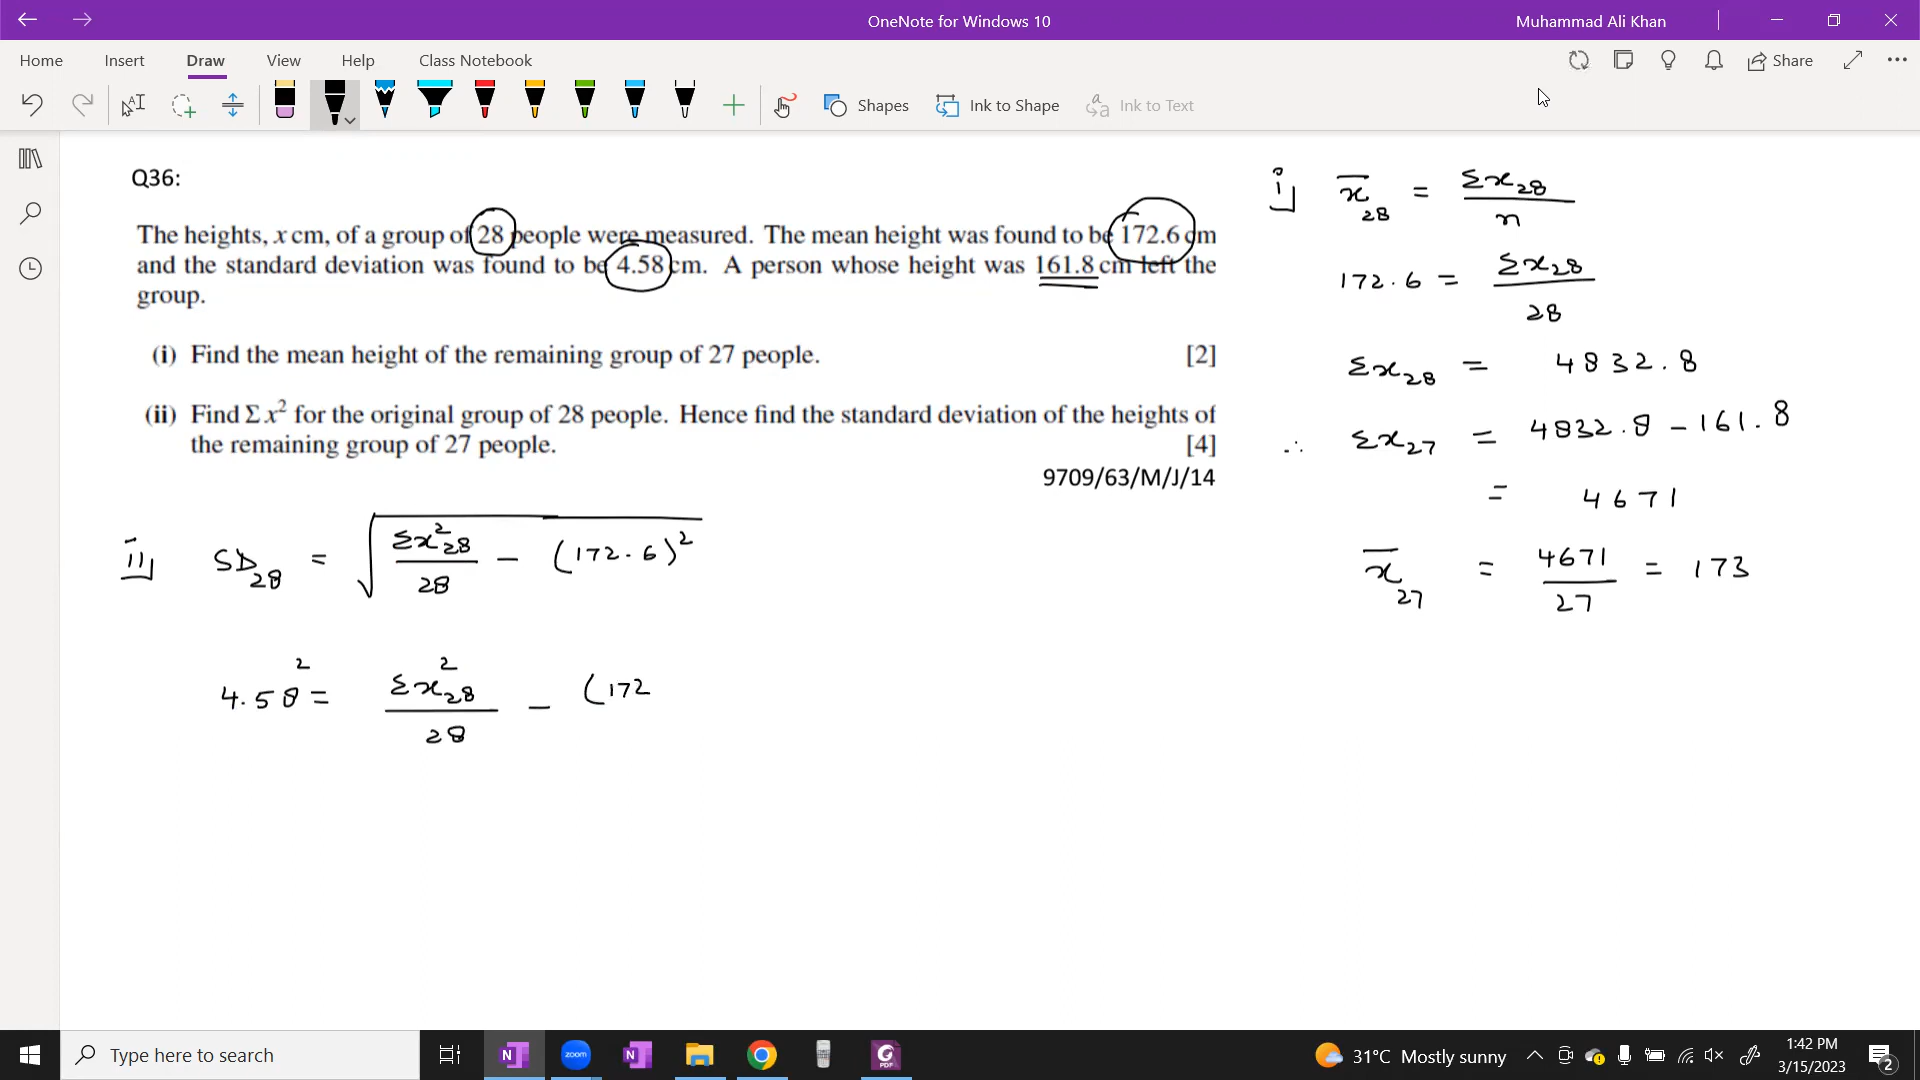 OneNote for Windows 10
Muhammad Ali Khan
Home Insert Draw View Help Class Notebook
Share
Shapes Ink to Shape Ink to Text
Q36:
The heights, x cm, of a group of 28 people were measured. The mean height was found to be 172.6 cm
and the standard deviation was found to be 4.58 cm. A person whose height was 161.8 cm left the
group.
(i) Find the mean height of the remaining group of 27 people. [2]
(ii) Find Σx² for the original group of 28 people. Hence find the standard deviation of the heights of
the remaining group of 27 people. [4]
9709/63/M/J/14
i] x̄₂₈ = Σx₂₈ / n
172.6 = Σx₂₈ / 28
Σx₂₈ = 4832.8
∴ Σx₂₇ = 4832.8 - 161.8
= 4671
x̄₂₇ = 4671 / 27 = 173
ii] SD₂₈ = √(Σx²₂₈ / 28 - (172.6)²)
4.58² = Σx²₂₈ / 28 - (172
Type here to search
zoom
PDF
31°C Mostly sunny
1:42 PM
3/15/2023
2